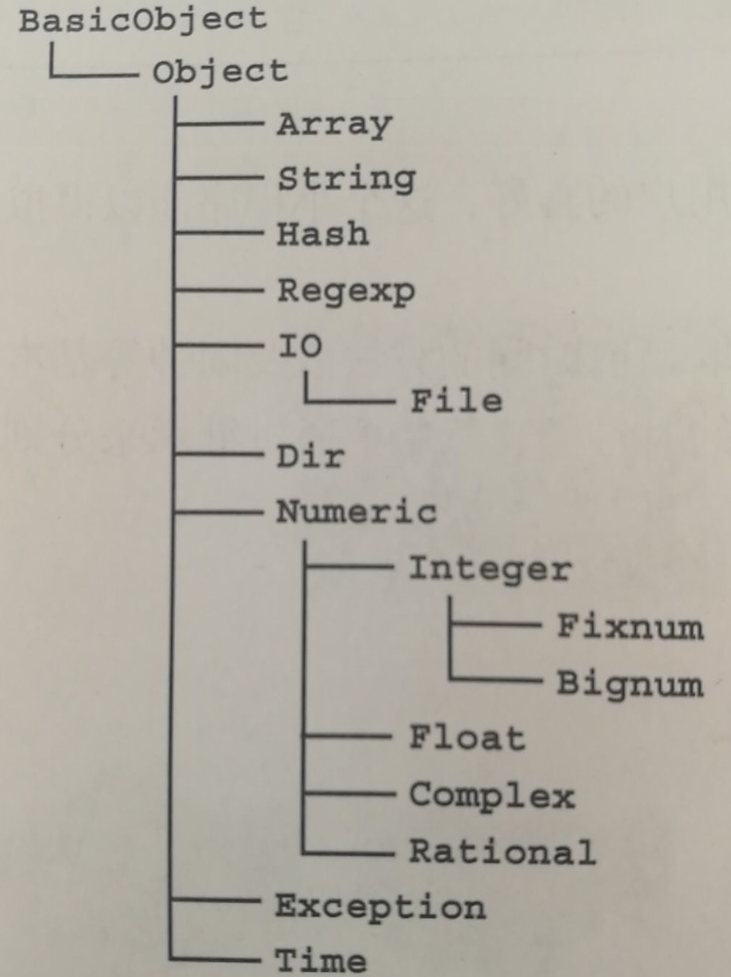 BasicObject
Object
Array
String
Hash
Regexp
IO
File
Dir
Numeric
Integer
Fixnum
Bignum
Float
Complex
Rational
Exception
Time